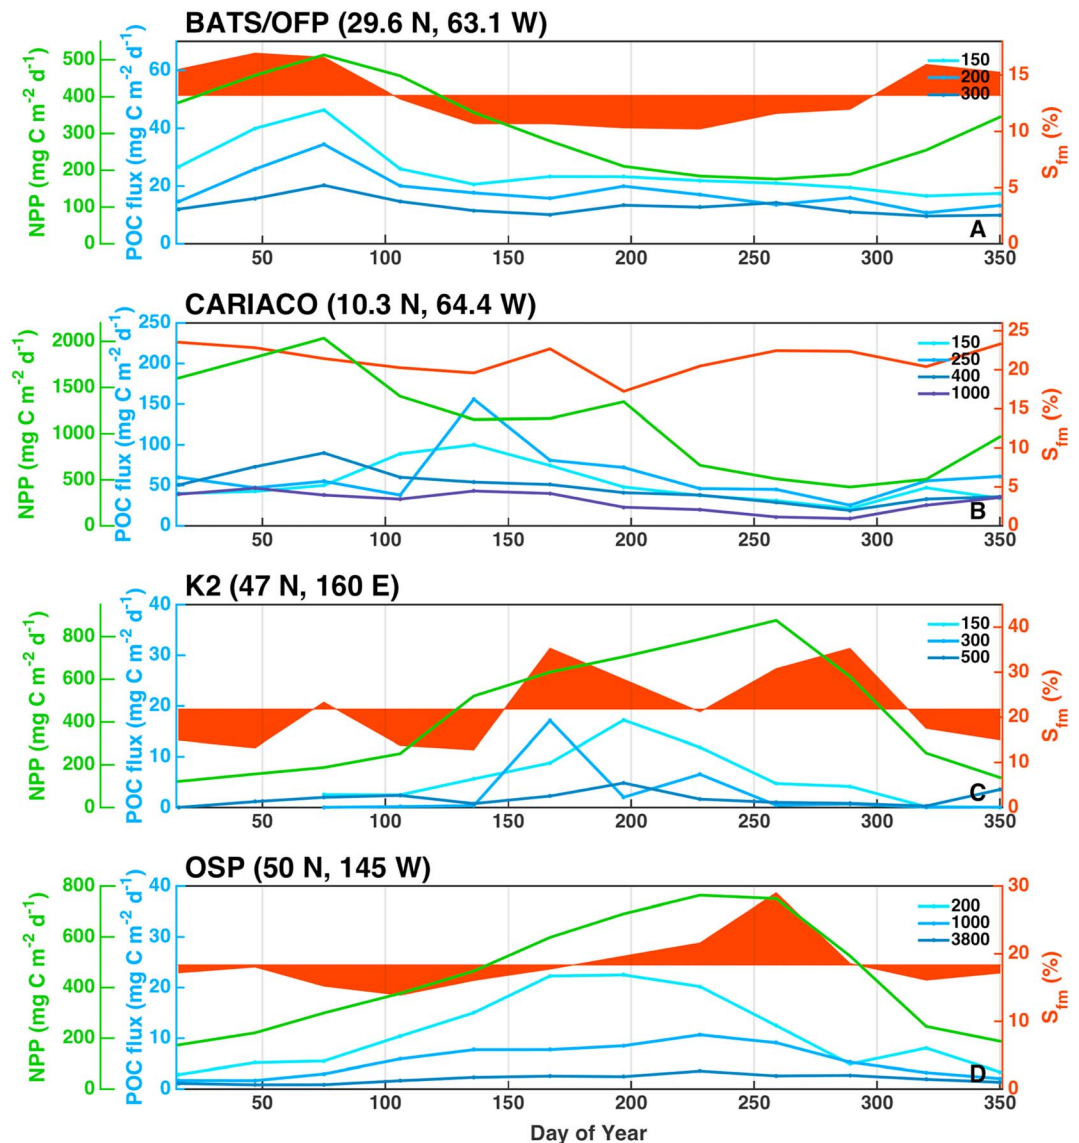 BATS/OFP (29.6 N, 63.1 W)
NPP (mg C m-2 d-1)
500
400
300
200
100
0
POC flux (mg C m-2 d-1)
60
40
20
0
150
200
300
15
10
5
0
Sfm (%)
A
50 100 150 200 250 300 350
CARIACO (10.3 N, 64.4 W)
NPP (mg C m-2 d-1)
2000
1500
1000
500
0
POC flux (mg C m-2 d-1)
250
200
150
100
50
0
150
250
400
1000
25
20
15
10
5
0
Sfm (%)
B
50 100 150 200 250 300 350
K2 (47 N, 160 E)
NPP (mg C m-2 d-1)
800
600
400
200
0
POC flux (mg C m-2 d-1)
40
30
20
10
0
150
300
500
40
30
20
10
0
Sfm (%)
C
50 100 150 200 250 300 350
OSP (50 N, 145 W)
NPP (mg C m-2 d-1)
800
600
400
200
0
POC flux (mg C m-2 d-1)
40
30
20
10
0
200
1000
3800
30
20
10
0
Sfm (%)
D
50 100 150 200 250 300 350
Day of Year